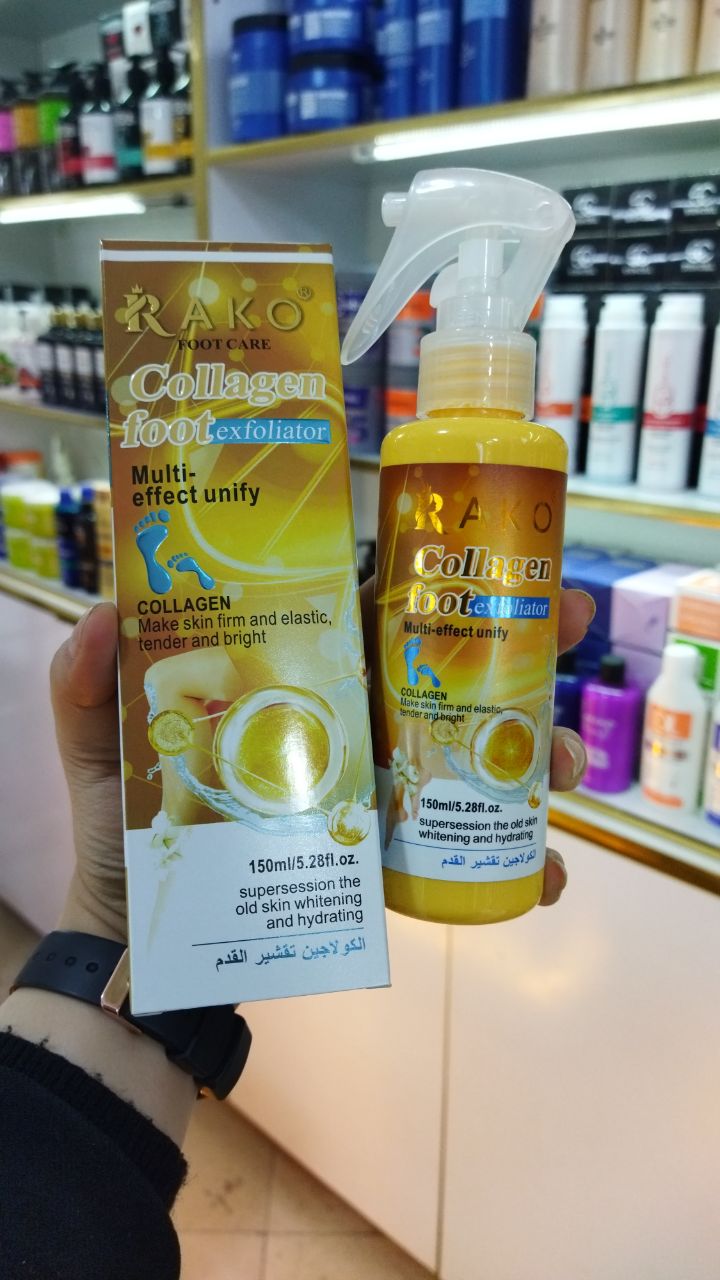 RAKO®
FOOT CARE
Collagen
foot exfoliator
Multi-
effect unify
COLLAGEN
Make skin firm and elastic,
tender and bright
150ml/5.28fl.oz.
supersession the
old skin whitening
and hydrating
الكولاجين تقشير القدم
RAKO
Collagen
foot exfoliator
Multi-effect unify
COLLAGEN
Make skin firm and elastic,
tender and bright
150ml/5.28fl.oz.
supersession the old skin
whitening and hydrating
الكولاجين تقشير القدم